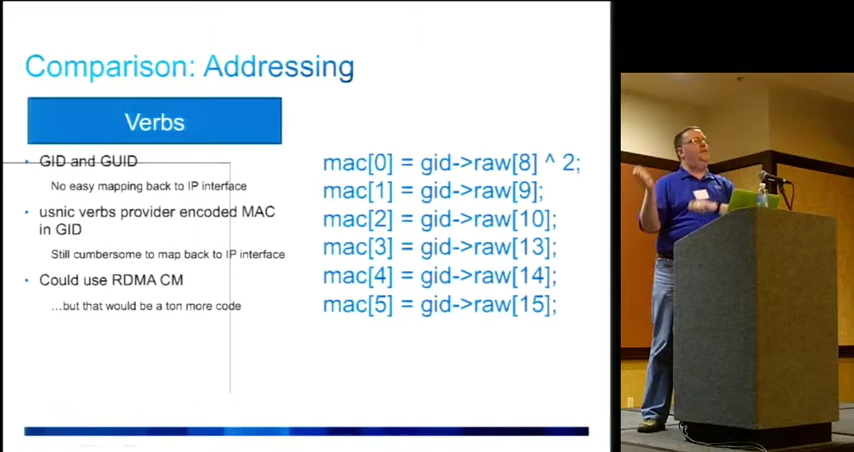 Comparison: Addressing
Verbs
• GID and GUID
No easy mapping back to IP interface
• usnic verbs provider encoded MAC
in GID
Still cumbersome to map back to IP interface
• Could use RDMA CM
…but that would be a ton more code
mac[0] = gid->raw[8] ^ 2;
mac[1] = gid->raw[9];
mac[2] = gid->raw[10];
mac[3] = gid->raw[13];
mac[4] = gid->raw[14];
mac[5] = gid->raw[15];